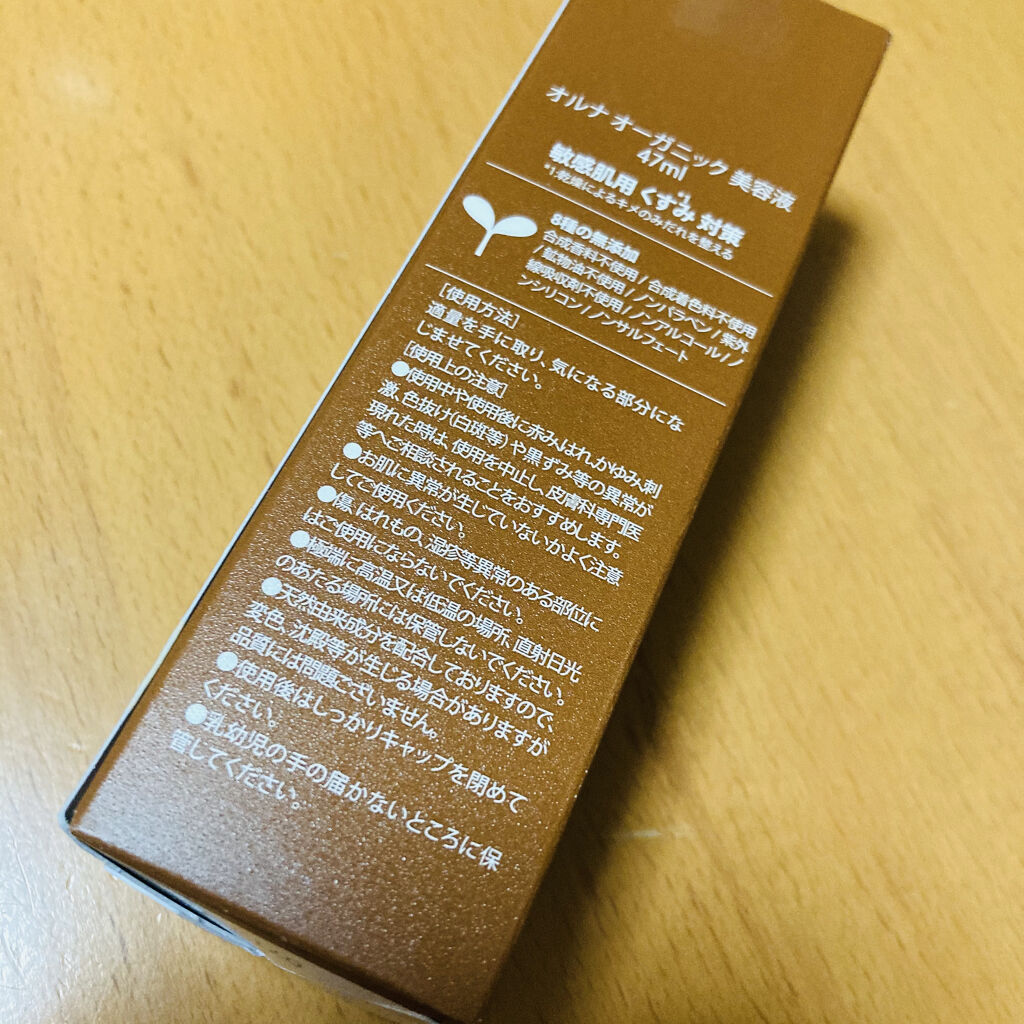 オルナ オーガニック 美容液
47ml
敏感肌用 くすみ*1 対策
*1.乾燥によるキメのみだれを整える
8種の無添加
合成香料不使用 / 合成着色料不使用
/ 鉱物油不使用 / ノンパラベン / 紫外
線吸収剤不使用 / ノンアルコール / ノ
ンシリコン / ノンサルフェート
[使用方法]
適量を手に取り、気になる部分にな
じませてください。
[使用上の注意]
●使用中や使用後に赤み、はれ、かゆみ、刺
激、色抜け(白斑等)や黒ずみ等の異常が
現れた時は、使用を中止し、皮膚科専門医
等へご相談されることをおすすめします。
●お肌に異常が生じていないかよく注意
してご使用ください。
●傷、はれもの、湿疹等異常のある部位に
はご使用にならないでください。
●極端に高温又は低温の場所、直射日光
のあたる場所には保管しないでください。
●天然由来成分を配合しておりますので、
変色、沈殿等が生じる場合がありますが
品質には問題ございません。
●使用後はしっかりキャップを閉めて
ください。
●乳幼児の手の届かないところに保
管してください。